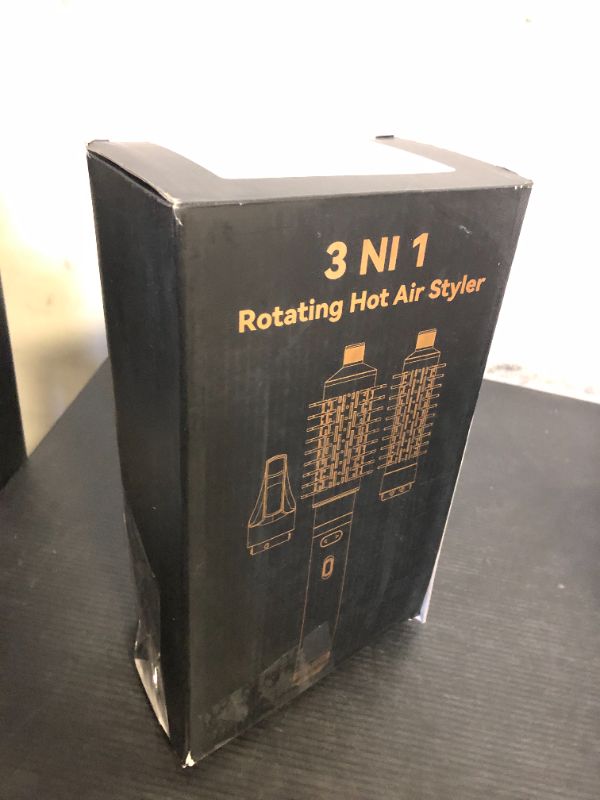 3 NI 1
Rotating Hot Air Styler